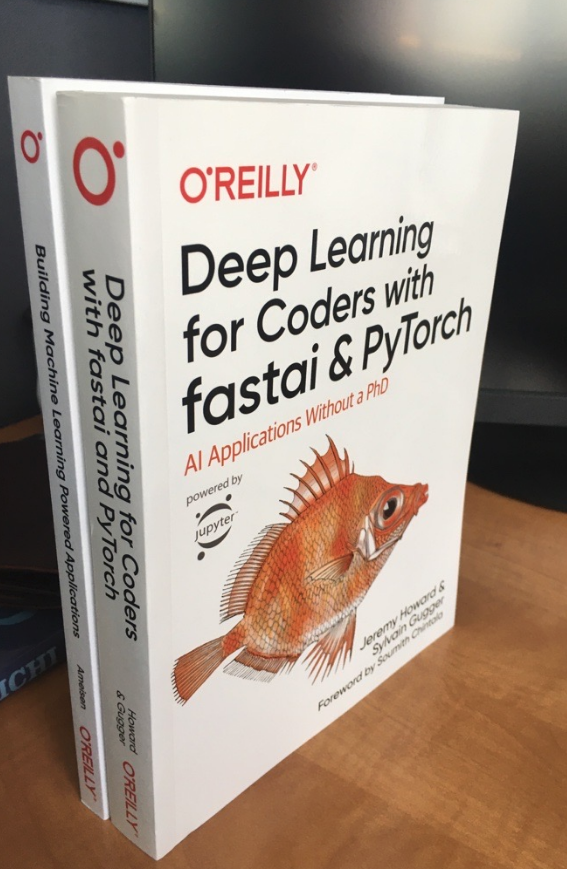 O'REILLY®
Deep Learning
for Coders with
fastai & PyTorch
AI Applications Without a PhD
powered by
jupyter
Jeremy Howard &
Sylvain Gugger
Foreword by Soumith Chintala
Deep Learning for Coders
with fastai and PyTorch
Howard
& Gugger
O'REILLY®
Building Machine Learning Powered Applications
Ameisen
O'REILLY®